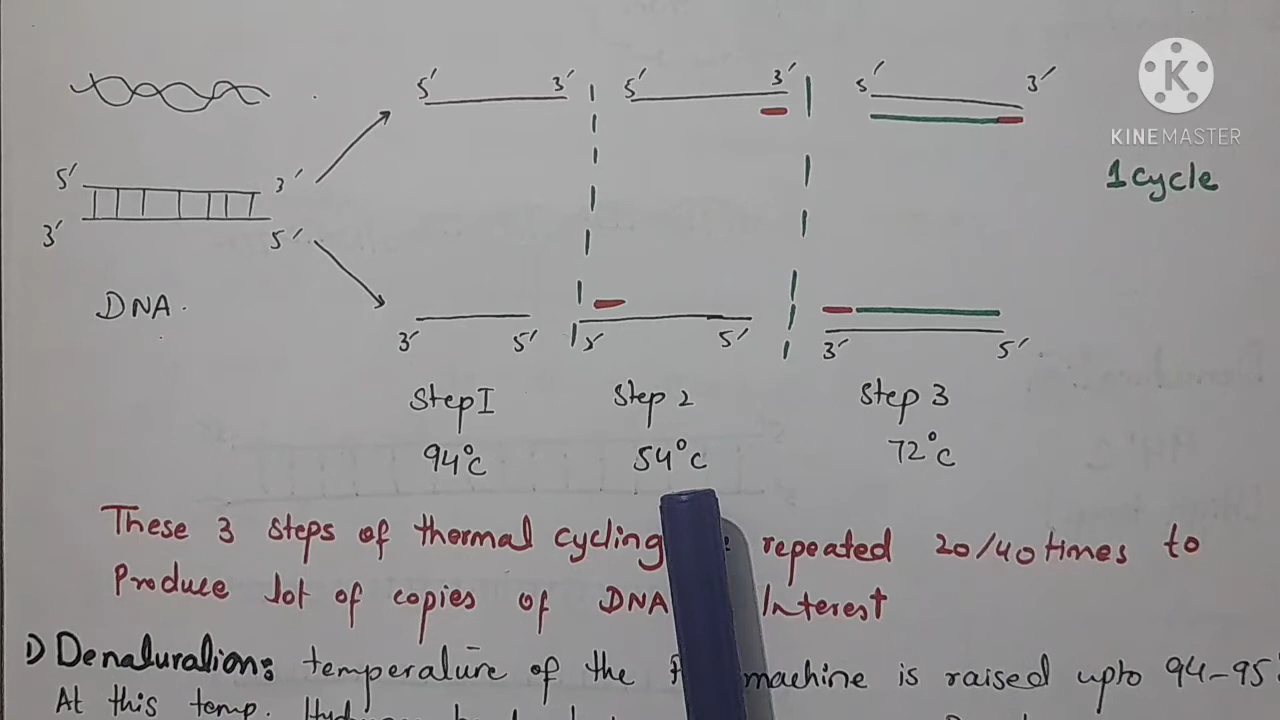 5′ 3′ 5′ 3′ 5′ 3′
KINEMASTER
1 cycle
5′ 3′
3′ 5′
DNA.
3′ 5′ 5′ 3′ 5′
Step I Step 2 Step 3
94°c 54°c 72°c
These 3 steps of thermal cycling repeated 20/40 times to
Produce lot of copies of DNA Interest
1) Denaturation: temperature of the machine is raised upto 94-95°
At this temp.